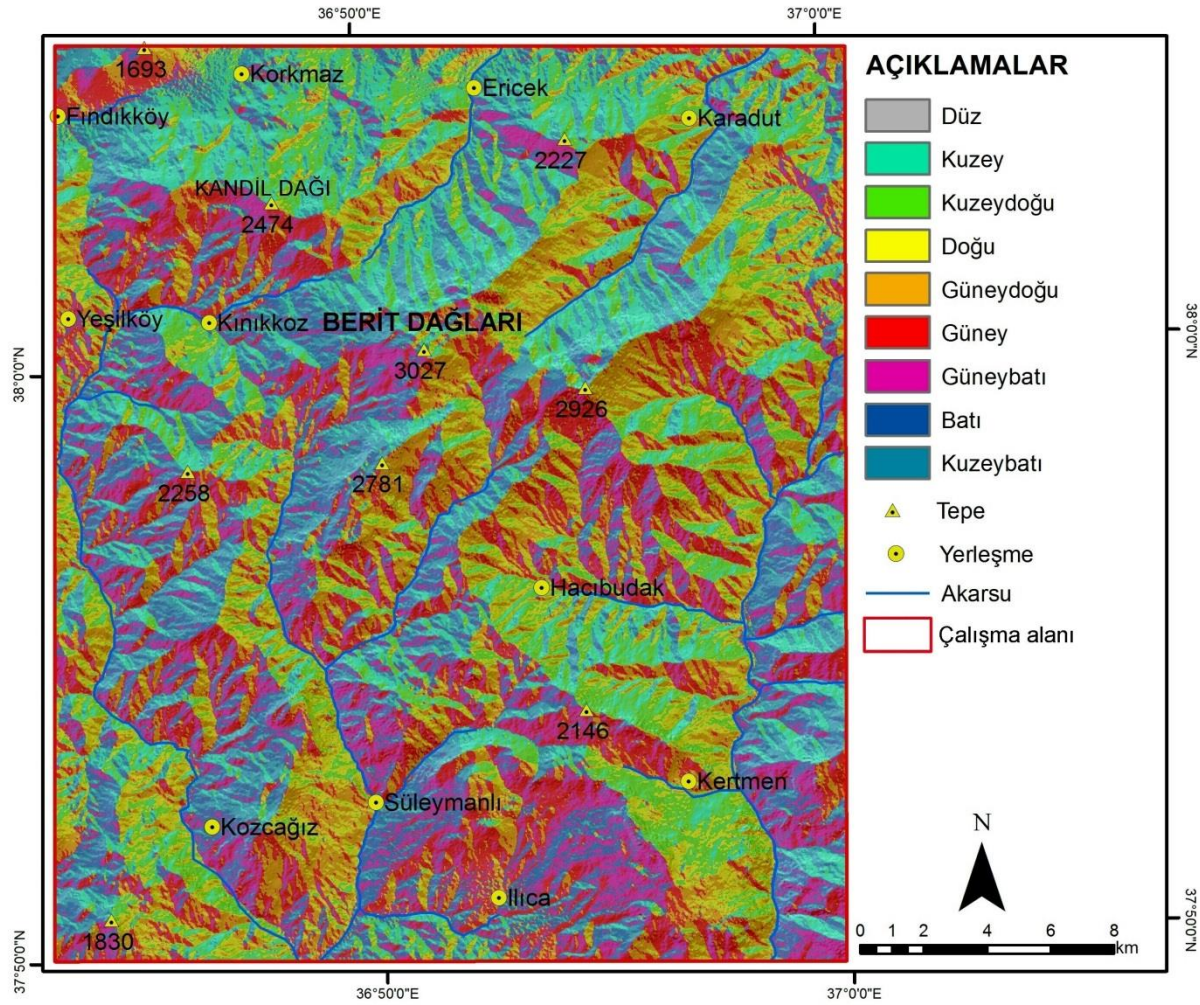 36°50'0"E
37°0'0"E
1693
Korkmaz
Ericek
Fındıkköy
Karadut
2227
KANDİL DAĞI
2474
Yeşilköy
Kınıkkoz
BERİT DAĞLARI
3027
38°0'0"N
38°0'0"N
2926
2781
2258
Hacıbudak
2146
Kertmen
Süleymanlı
Kozcağız
Ilıca
1830
37°50'0"N
37°50'0"N
36°50'0"E
37°0'0"E
AÇIKLAMALAR
Düz
Kuzey
Kuzeydoğu
Doğu
Güneydoğu
Güney
Güneybatı
Batı
Kuzeybatı
Tepe
Yerleşme
Akarsu
Çalışma alanı
N
0 1 2 4 6 8
km